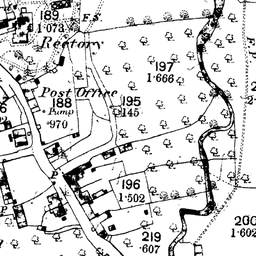 189
F.S.
1·073
Rectory
197
1·666
Post Office
188
Pump
·970
195
·145
P
196
1·502
219
·607
200
1·602
F.P.
P